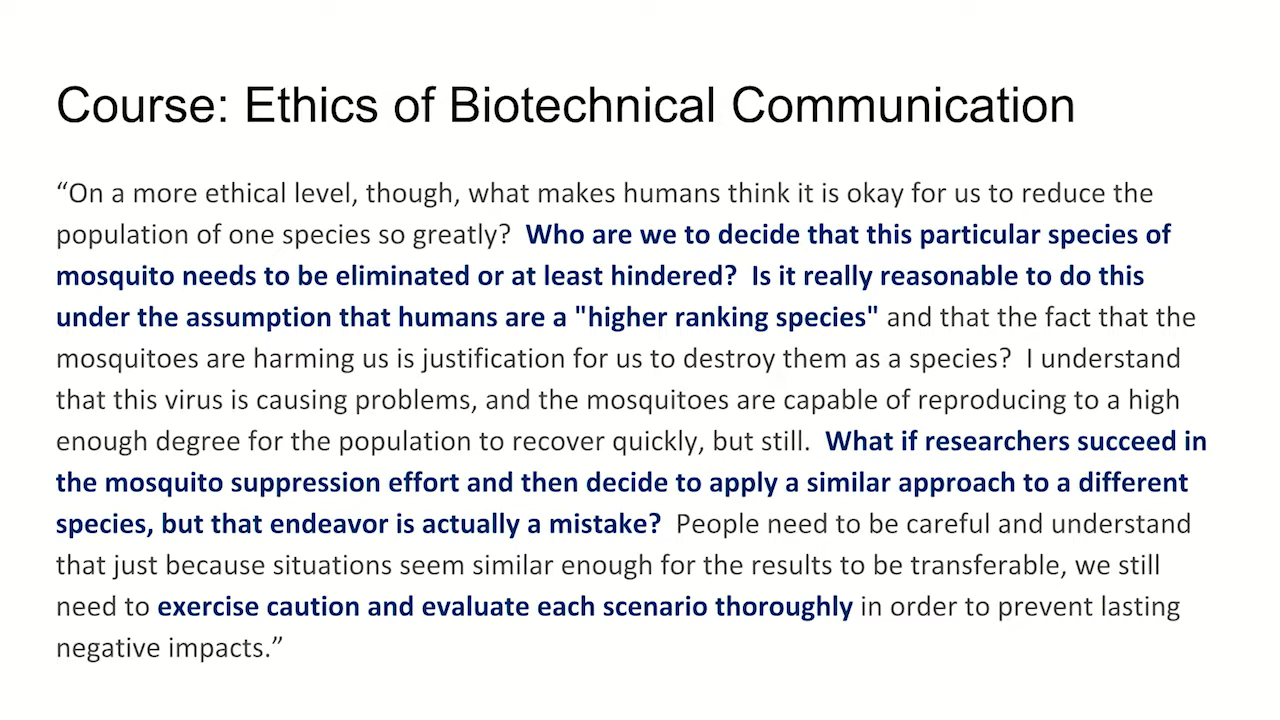 Course: Ethics of Biotechnical Communication
“On a more ethical level, though, what makes humans think it is okay for us to reduce the
population of one species so greatly?  Who are we to decide that this particular species of
mosquito needs to be eliminated or at least hindered?  Is it really reasonable to do this
under the assumption that humans are a "higher ranking species" and that the fact that the
mosquitoes are harming us is justification for us to destroy them as a species?  I understand
that this virus is causing problems, and the mosquitoes are capable of reproducing to a high
enough degree for the population to recover quickly, but still.  What if researchers succeed in
the mosquito suppression effort and then decide to apply a similar approach to a different
species, but that endeavor is actually a mistake?  People need to be careful and understand
that just because situations seem similar enough for the results to be transferable, we still
need to exercise caution and evaluate each scenario thoroughly in order to prevent lasting
negative impacts.”